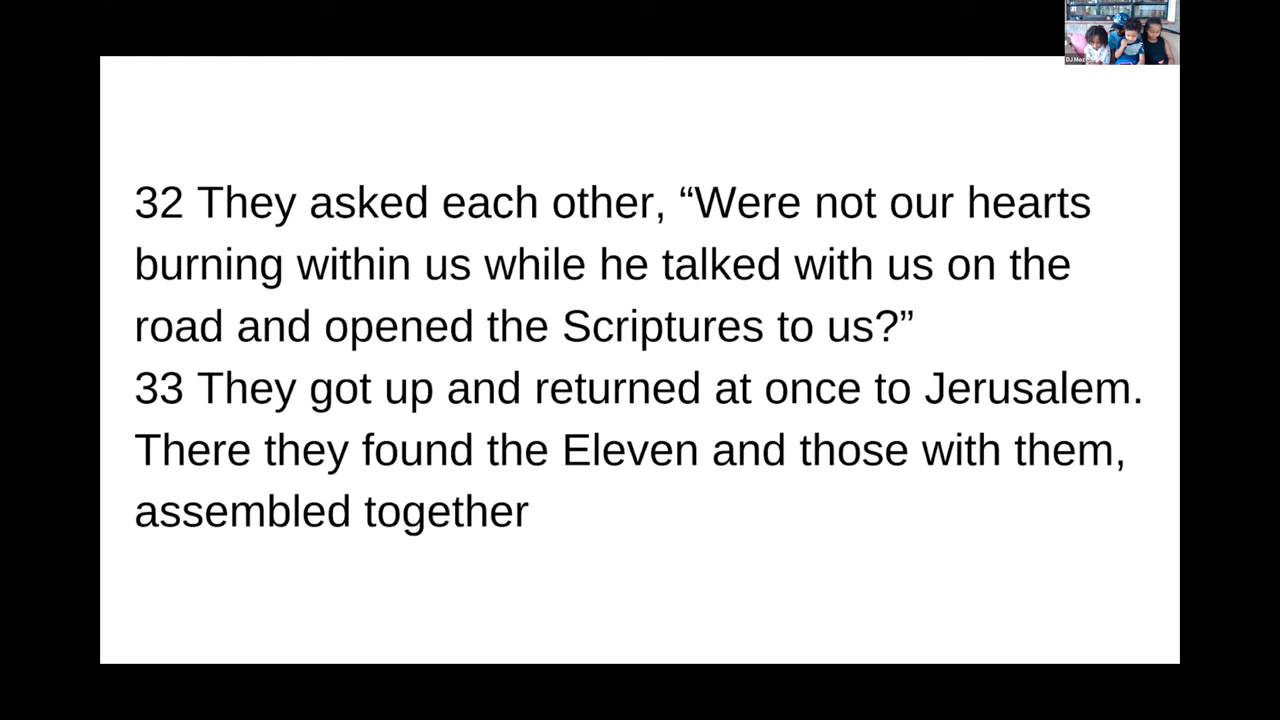 32 They asked each other, “Were not our hearts
burning within us while he talked with us on the
road and opened the Scriptures to us?”
33 They got up and returned at once to Jerusalem.
There they found the Eleven and those with them,
assembled together
DJ